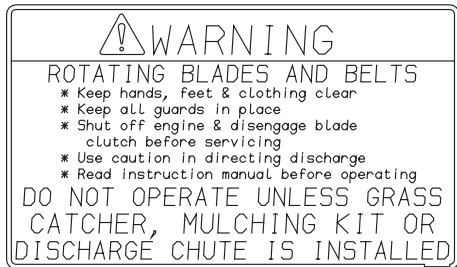 WARNING
ROTATING BLADES AND BELTS
* Keep hands, feet & clothing clear
* Keep all guards in place
* Shut off engine & disengage blade
clutch before servicing
* Use caution in directing discharge
* Read instruction manual before operating
DO NOT OPERATE UNLESS GRASS
CATCHER, MULCHING KIT OR
DISCHARGE CHUTE IS INSTALLED